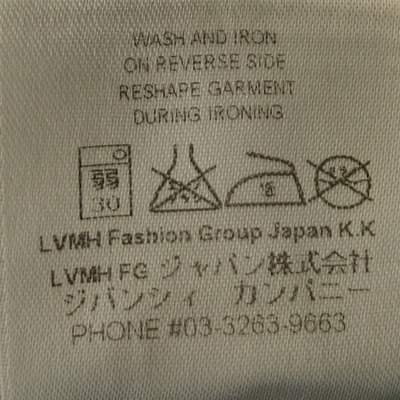 WASH AND IRON
ON REVERSE SIDE
RESHAPE GARMENT
DURING IRONING
弱
30
LVMH Fashion Group Japan K.K
LVMH FG ジャパン株式会社
ジバンシィ カンパニー
PHONE #03-3263-9663